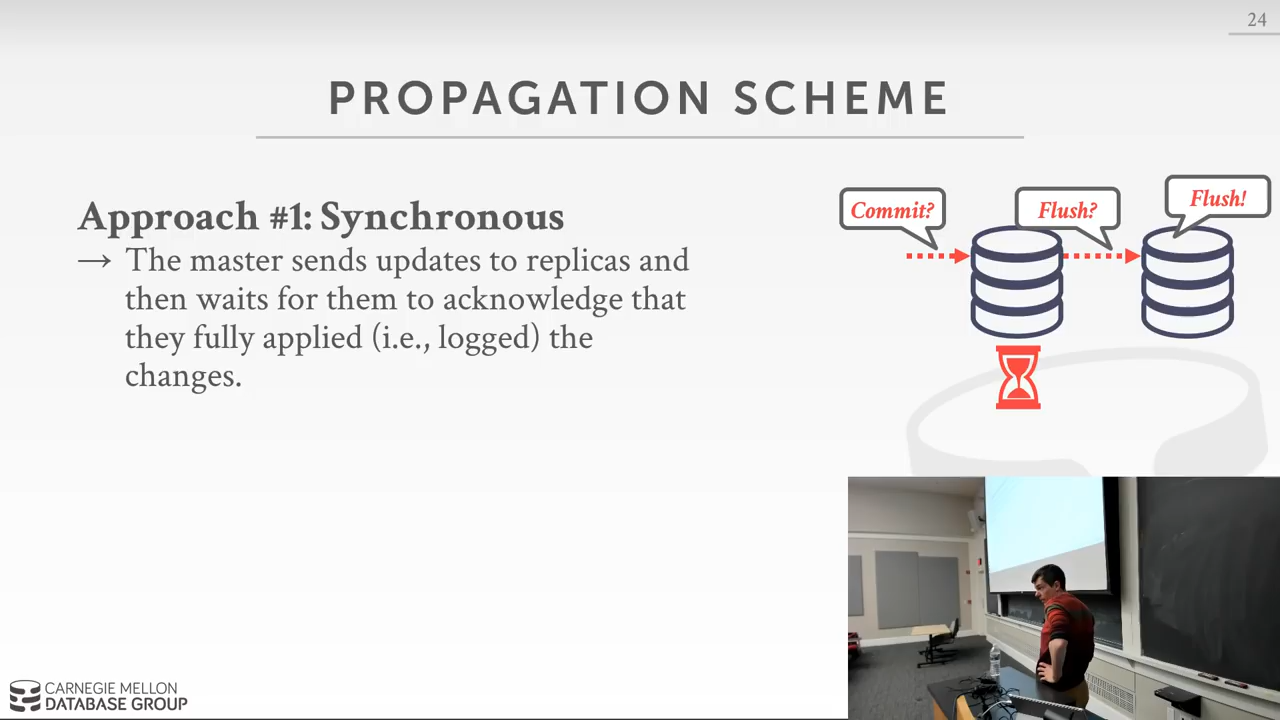 24
PROPAGATION SCHEME
Approach #1: Synchronous
→ The master sends updates to replicas and
then waits for them to acknowledge that
they fully applied (i.e., logged) the
changes.
Commit?
Flush?
Flush!
CARNEGIE MELLON
DATABASE GROUP